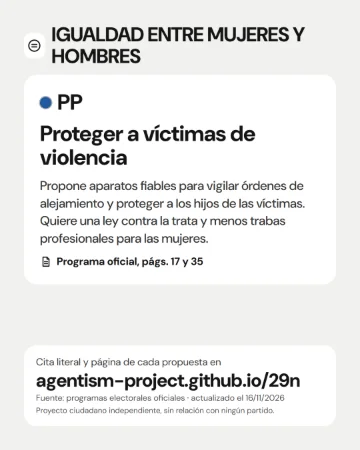 IGUALDAD ENTRE MUJERES Y
HOMBRES
PP
Proteger a víctimas de
violencia
Propone aparatos fiables para vigilar órdenes de
alejamiento y proteger a los hijos de las víctimas.
Quiere una ley contra la trata y menos trabas
profesionales para las mujeres.
Programa oficial, págs. 17 y 35
Cita literal y página de cada propuesta en
agentism-project.github.io/29n
Fuente: programas electorales oficiales · actualizado el 16/11/2026
Proyecto ciudadano independiente, sin relación con ningún partido.